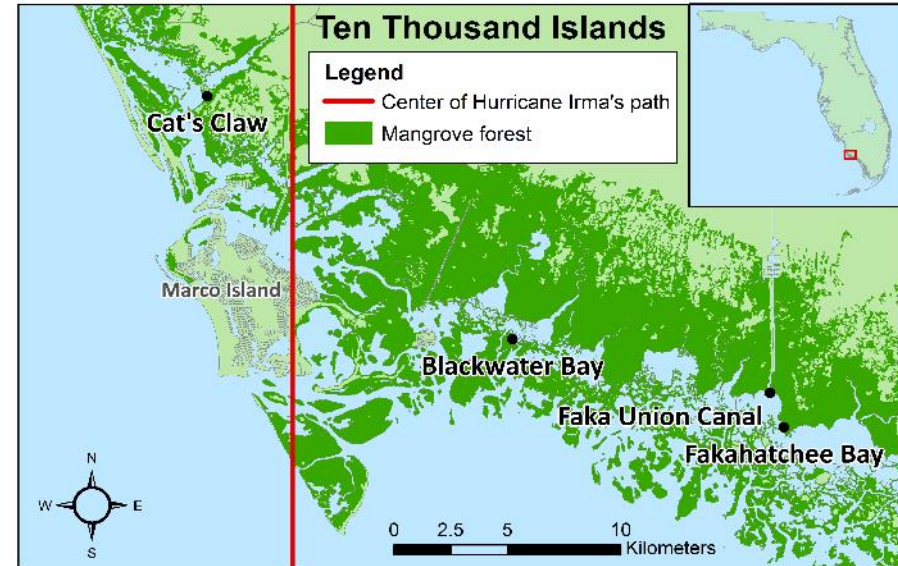 Ten Thousand Islands
Legend
Center of Hurricane Irma's path
Mangrove forest
Cat's Claw
Marco Island
Blackwater Bay
Faka Union Canal
Fakahatchee Bay
N
W E
S
0 2.5 5 10
Kilometers